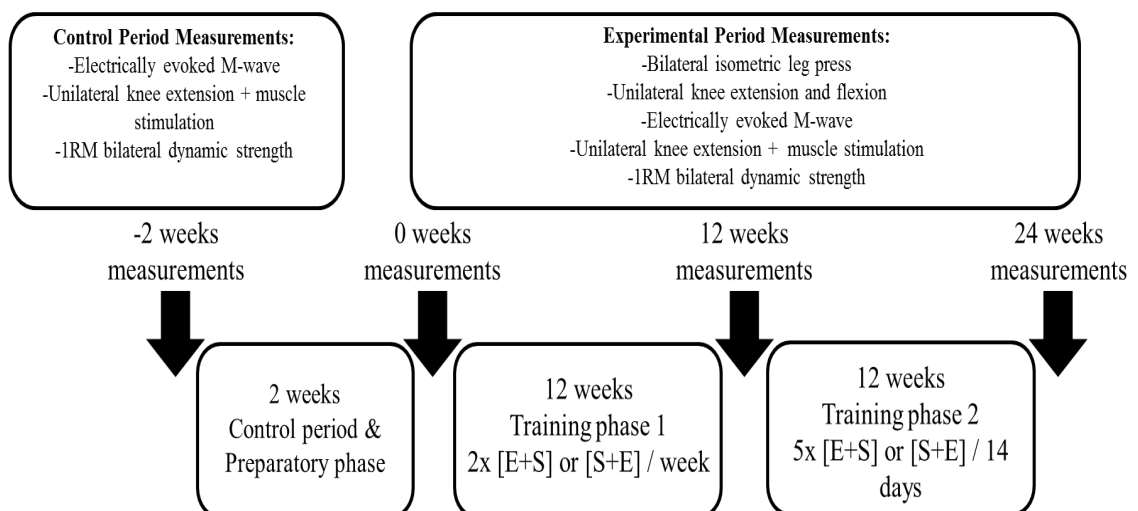 Control Period Measurements:
-Electrically evoked M-wave
-Unilateral knee extension + muscle
stimulation
-1RM bilateral dynamic strength
Experimental Period Measurements:
-Bilateral isometric leg press
-Unilateral knee extension and flexion
-Electrically evoked M-wave
-Unilateral knee extension + muscle stimulation
-1RM bilateral dynamic strength
-2 weeks
measurements
0 weeks
measurements
12 weeks
measurements
24 weeks
measurements
2 weeks
Control period &
Preparatory phase
12 weeks
Training phase 1
2x [E+S] or [S+E] / week
12 weeks
Training phase 2
5x [E+S] or [S+E] / 14
days